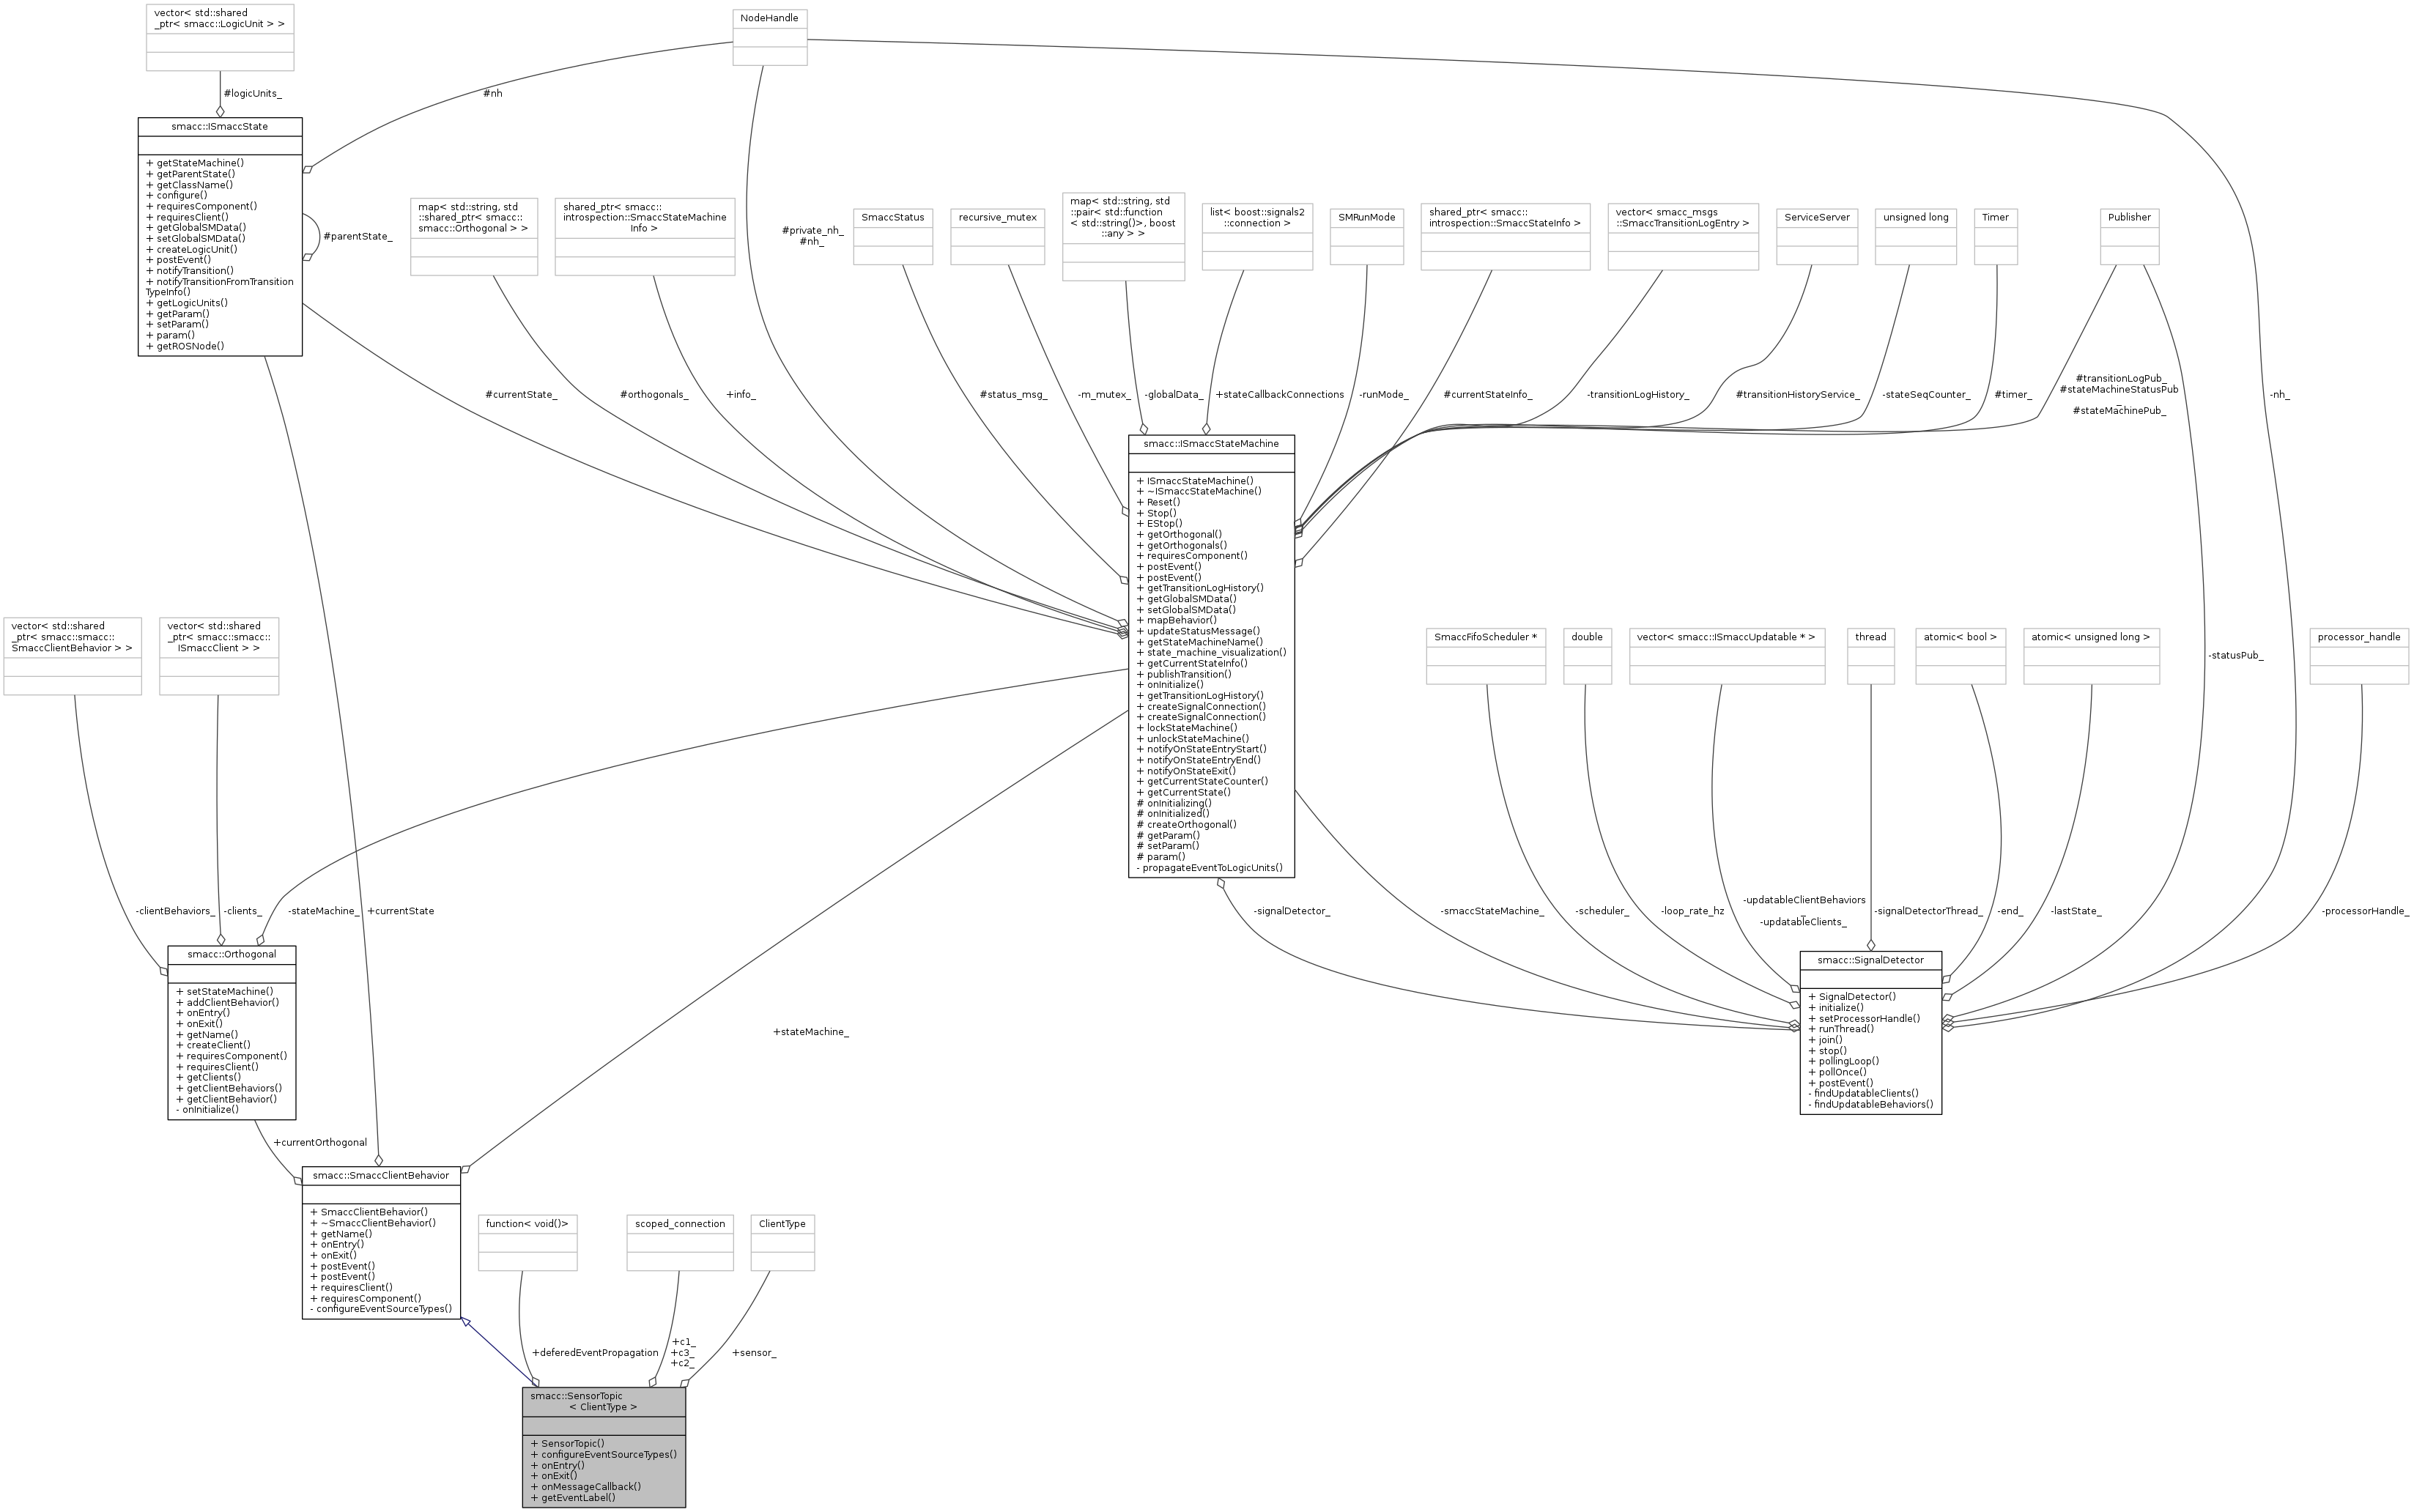 vector< std::shared
_ptr< smacc::LogicUnit > >
NodeHandle
#logicUnits_
#nh
smacc::ISmaccState
+ getStateMachine()
+ getParentState()
+ getClassName()
+ configure()
+ requiresComponent()
+ requiresClient()
+ getGlobalSMData()
+ setGlobalSMData()
+ createLogicUnit()
+ postEvent()
+ notifyTransition()
+ notifyTransitionFromTransition
TypeInfo()
+ getLogicUnits()
+ getParam()
+ setParam()
+ param()
+ getROSNode()
#parentState_
map< std::string, std
::shared_ptr< smacc::
smacc::Orthogonal > >
shared_ptr< smacc::
introspection::SmaccStateMachine
Info >
#private_nh_
#nh_
SmaccStatus
recursive_mutex
map< std::string, std
::pair< std::function
< std::string()>, boost
::any > >
list< boost::signals2
::connection >
SMRunMode
shared_ptr< smacc::
introspection::SmaccStateInfo >
vector< smacc_msgs
::SmaccTransitionLogEntry >
ServiceServer
unsigned long
Timer
Publisher
#currentState_
#orthogonals_
+info_
#status_msg_
-m_mutex_
-globalData_
+stateCallbackConnections
-runMode_
#currentStateInfo_
-transitionLogHistory_
#transitionHistoryService_
-stateSeqCounter_
#timer_
#transitionLogPub_
#stateMachineStatusPub
_
#stateMachinePub_
-nh_
smacc::ISmaccStateMachine
+ ISmaccStateMachine()
+ ~ISmaccStateMachine()
+ Reset()
+ Stop()
+ EStop()
+ getOrthogonal()
+ getOrthogonals()
+ requiresComponent()
+ postEvent()
+ postEvent()
+ getTransitionLogHistory()
+ getGlobalSMData()
+ setGlobalSMData()
+ mapBehavior()
+ updateStatusMessage()
+ getStateMachineName()
+ state_machine_visualization()
+ getCurrentStateInfo()
+ publishTransition()
+ onInitialize()
+ getTransitionLogHistory()
+ createSignalConnection()
+ createSignalConnection()
+ lockStateMachine()
+ unlockStateMachine()
+ notifyOnStateEntryStart()
+ notifyOnStateEntryEnd()
+ notifyOnStateExit()
+ getCurrentStateCounter()
+ getCurrentState()
# onInitializing()
# onInitialized()
# createOrthogonal()
# getParam()
# setParam()
# param()
- propagateEventToLogicUnits()
vector< std::shared
_ptr< smacc::smacc::
SmaccClientBehavior > >
vector< std::shared
_ptr< smacc::smacc::
ISmaccClient > >
SmaccFifoScheduler *
double
vector< smacc::ISmaccUpdatable * >
thread
atomic< bool >
atomic< unsigned long >
-statusPub_
processor_handle
-clientBehaviors_
-clients_
-stateMachine_
+currentState
-signalDetector_
-smaccStateMachine_
-scheduler_
-loop_rate_hz
-updatableClientBehaviors
_
-updatableClients_
-signalDetectorThread_
-end_
-lastState_
-processorHandle_
smacc::Orthogonal
+ setStateMachine()
+ addClientBehavior()
+ onEntry()
+ onExit()
+ getName()
+ createClient()
+ requiresComponent()
+ requiresClient()
+ getClients()
+ getClientBehaviors()
+ getClientBehavior()
- onInitialize()
smacc::SignalDetector
+ SignalDetector()
+ initialize()
+ setProcessorHandle()
+ runThread()
+ join()
+ stop()
+ pollingLoop()
+ pollOnce()
+ postEvent()
- findUpdatableClients()
- findUpdatableBehaviors()
+stateMachine_
+currentOrthogonal
smacc::SmaccClientBehavior
+ SmaccClientBehavior()
+ ~SmaccClientBehavior()
+ getName()
+ onEntry()
+ onExit()
+ postEvent()
+ postEvent()
+ requiresClient()
+ requiresComponent()
- configureEventSourceTypes()
function< void()>
scoped_connection
ClientType
+deferedEventPropagation
+c1_
+c3_
+c2_
+sensor_
smacc::SensorTopic
< ClientType >
+ SensorTopic()
+ configureEventSourceTypes()
+ onEntry()
+ onExit()
+ onMessageCallback()
+ getEventLabel()